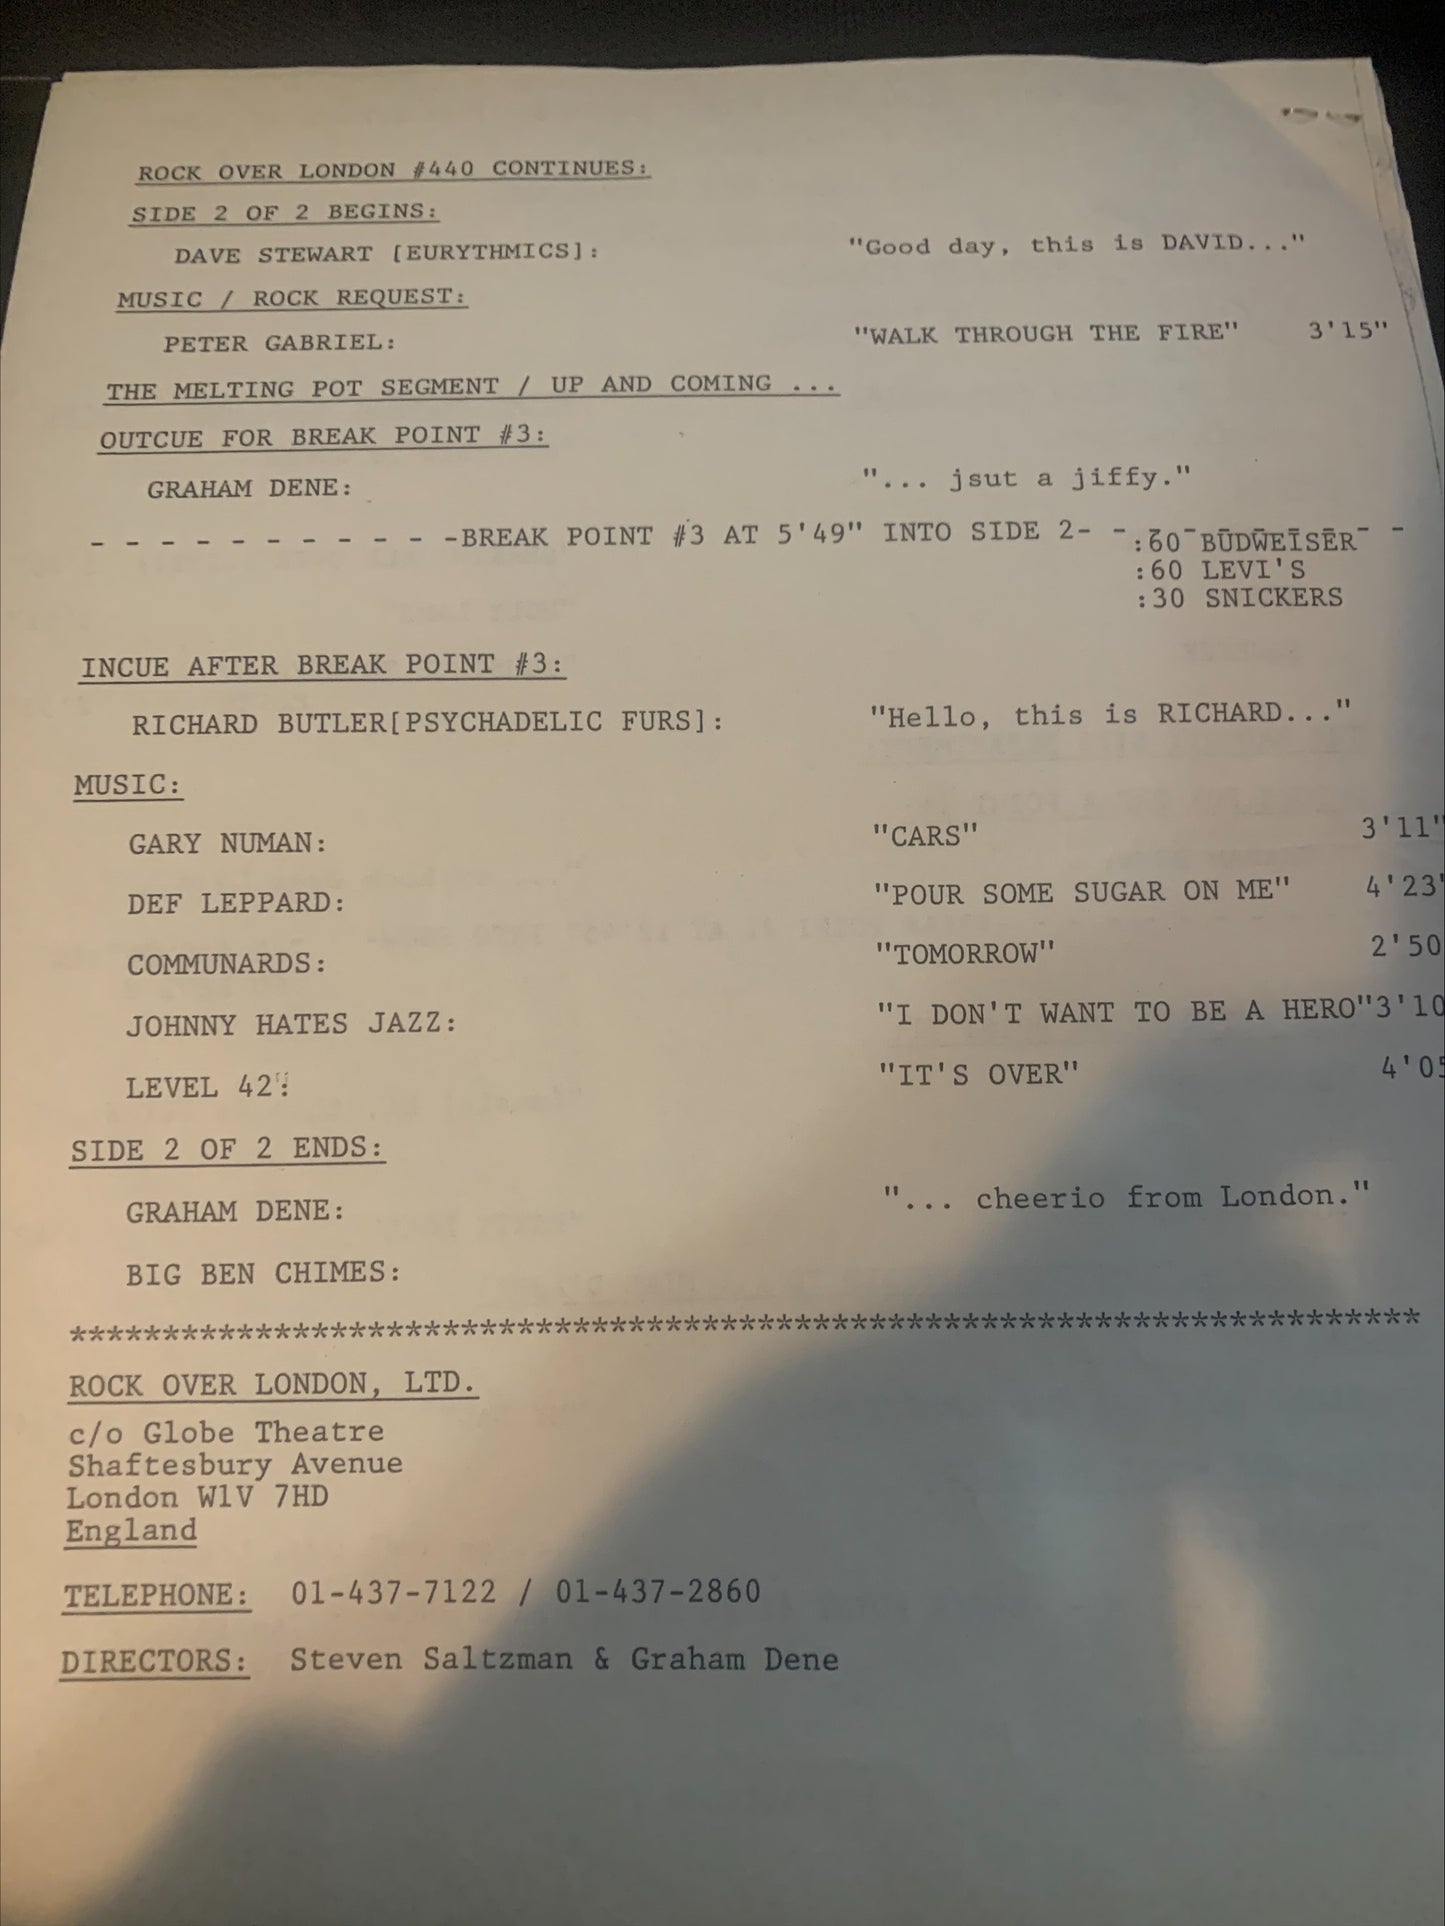 ROCK OVER LONDON #440 CONTINUES:
SIDE 2 OF 2 BEGINS:
DAVE STEWART [EURYTHMICS]: "Good day, this is DAVID..."
MUSIC / ROCK REQUEST:
PETER GABRIEL: "WALK THROUGH THE FIRE" 3'15"
THE MELTING POT SEGMENT / UP AND COMING ...
OUTCUE FOR BREAK POINT #3:
GRAHAM DENE: "... jsut a jiffy."
- - - - - - - - - - - - -BREAK POINT #3 AT 5'49" INTO SIDE 2- - - - - - - - - - -
:60 BUDWEISER
:60 LEVI'S
:30 SNICKERS
INCUE AFTER BREAK POINT #3:
RICHARD BUTLER[PSYCHADELIC FURS]: "Hello, this is RICHARD..."
MUSIC:
GARY NUMAN: "CARS" 3'11"
DEF LEPPARD: "POUR SOME SUGAR ON ME" 4'23'
COMMUNARDS: "TOMORROW" 2'50
JOHNNY HATES JAZZ: "I DON'T WANT TO BE A HERO"3'10
LEVEL 42: "IT'S OVER" 4'05
SIDE 2 OF 2 ENDS:
GRAHAM DENE: "... cheerio from London."
BIG BEN CHIMES:
************************************************************************
ROCK OVER LONDON, LTD.
c/o Globe Theatre
Shaftesbury Avenue
London W1V 7HD
England
TELEPHONE: 01-437-7122 / 01-437-2860
DIRECTORS: Steven Saltzman & Graham Dene